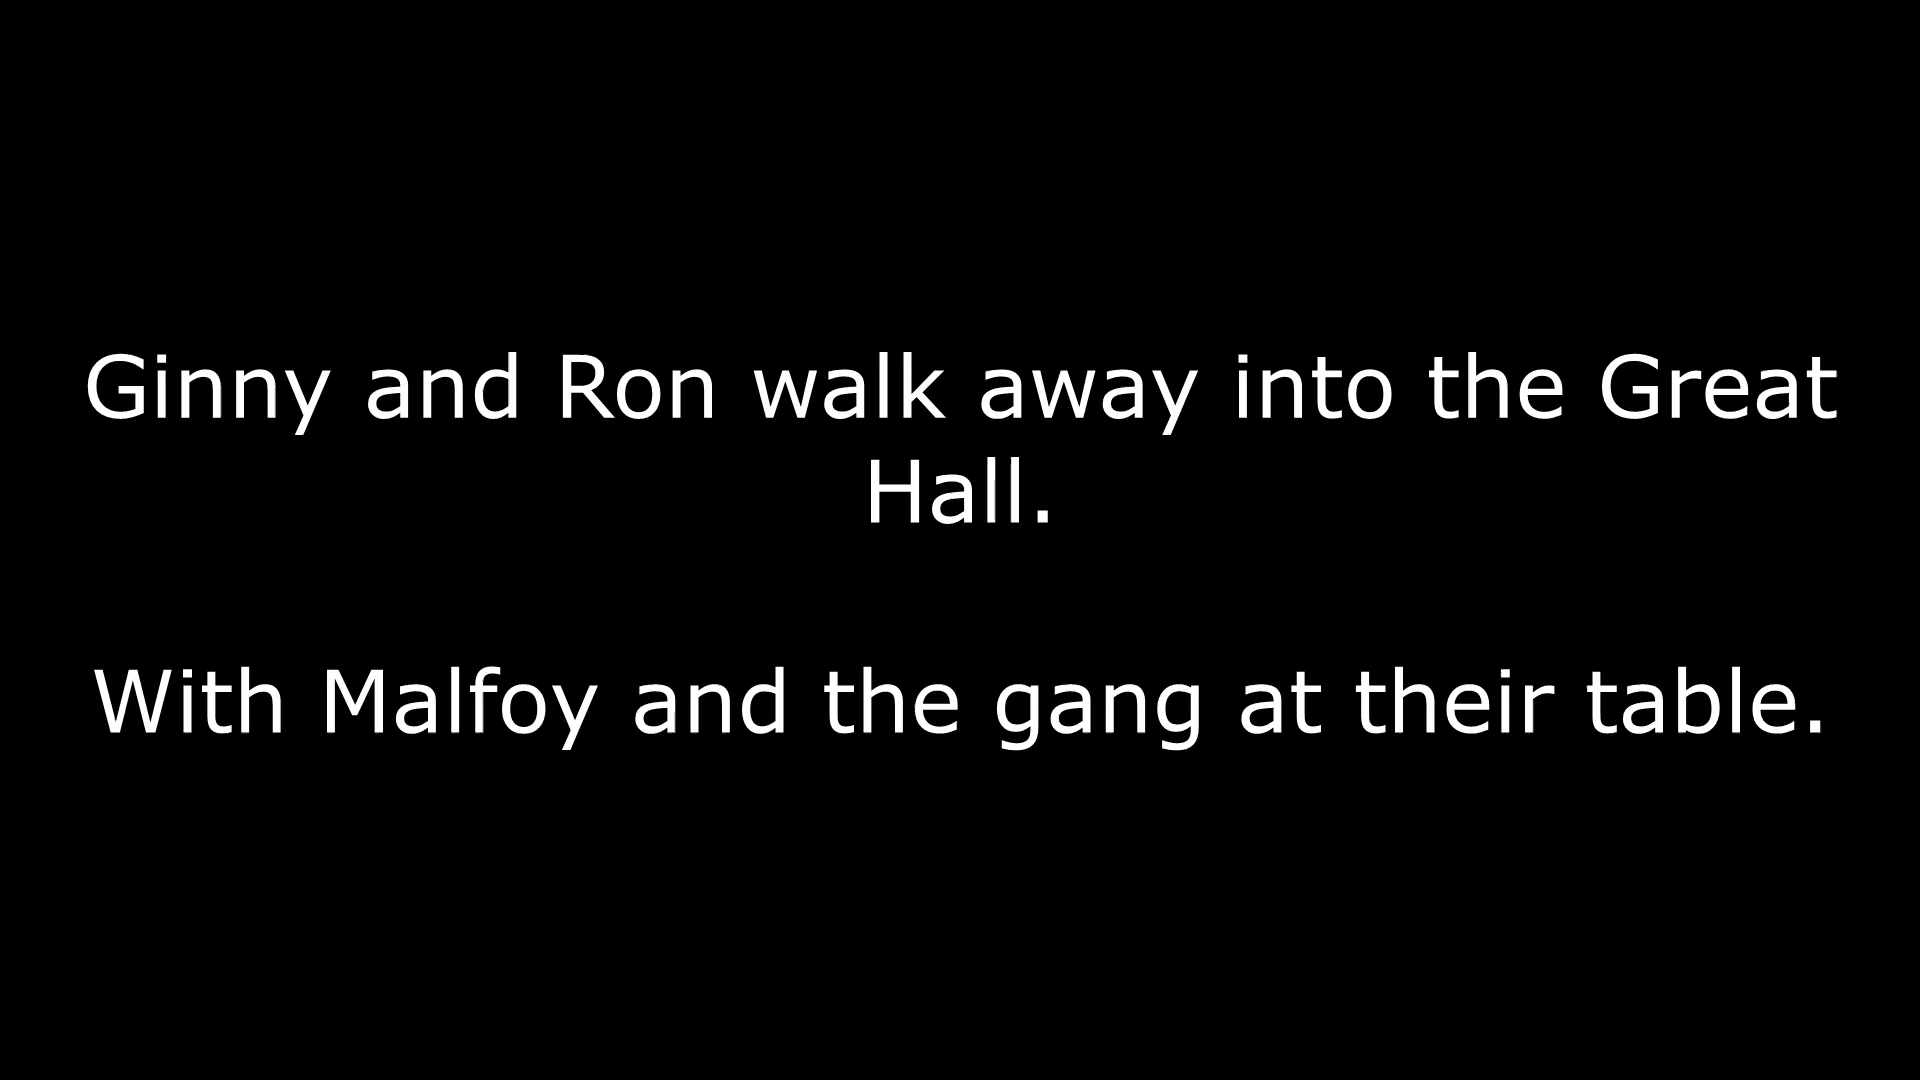 Ginny and Ron walk away into the Great
Hall.
With Malfoy and the gang at their table.